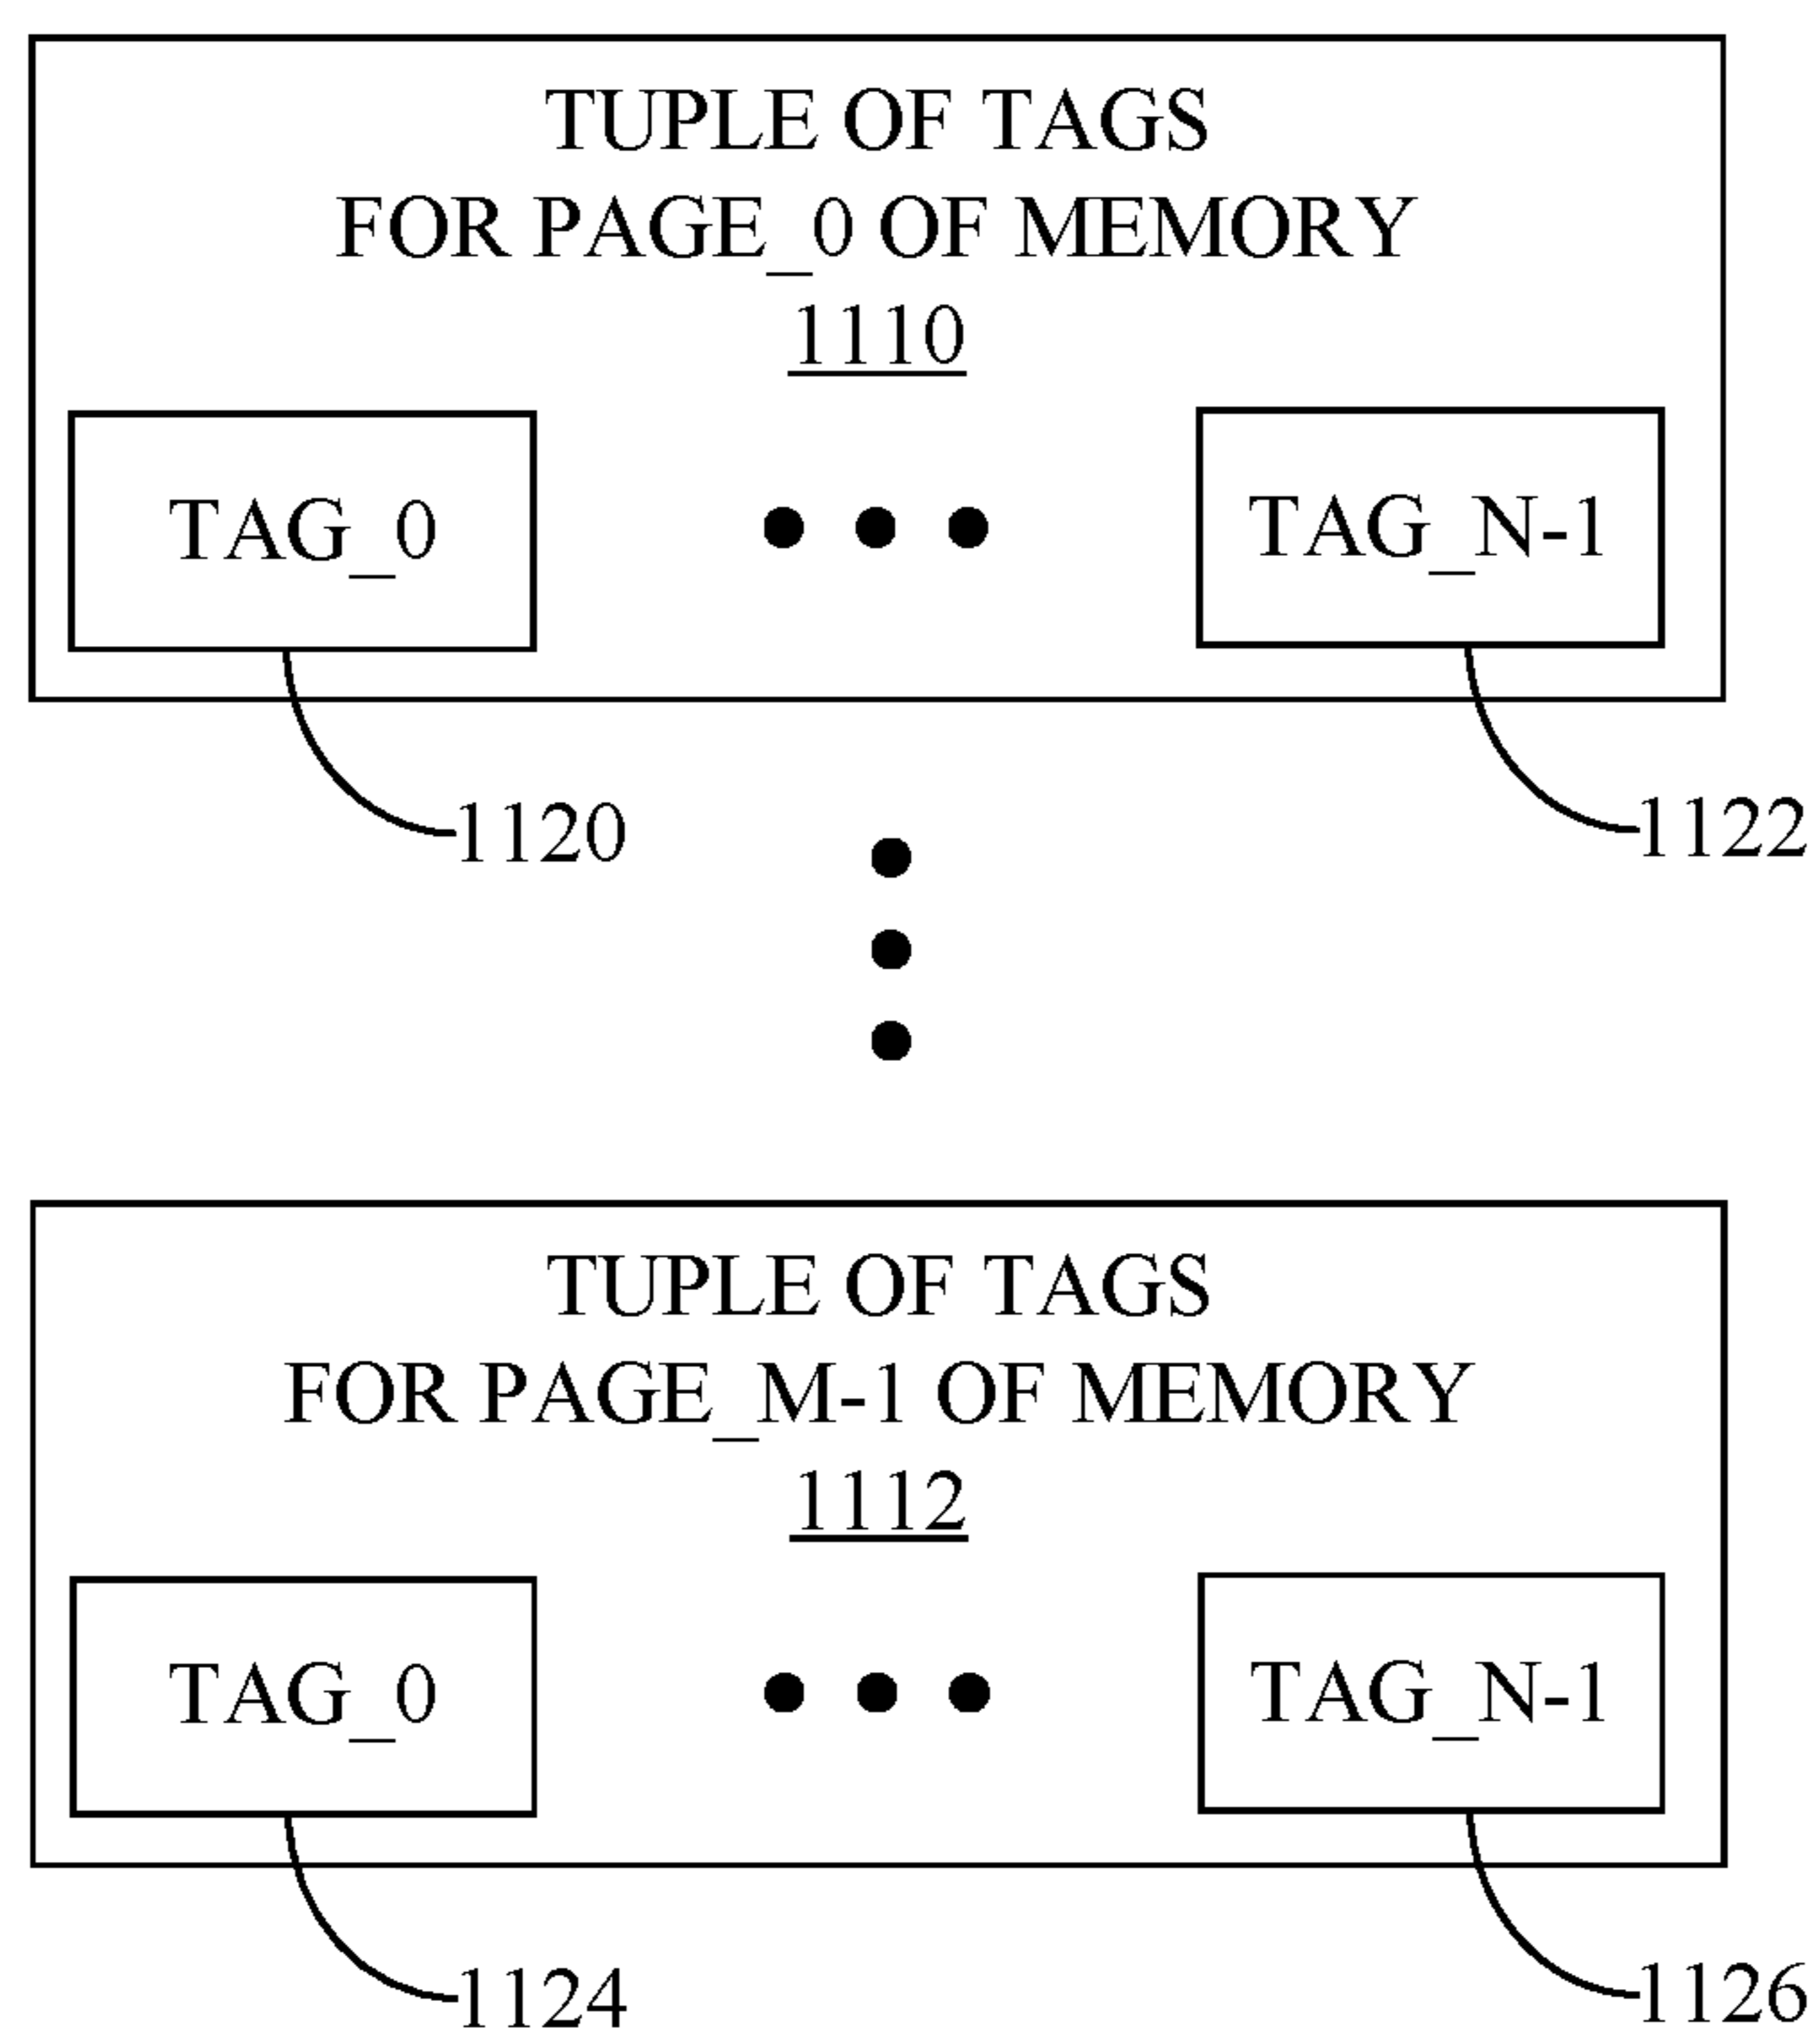 TUPLE OF TAGS
FOR PAGE_0 OF MEMORY
1110
TAG_0
TAG_N-1
1120
1122
TUPLE OF TAGS
FOR PAGE_M-1 OF MEMORY
1112
TAG_0
TAG_N-1
1124
1126